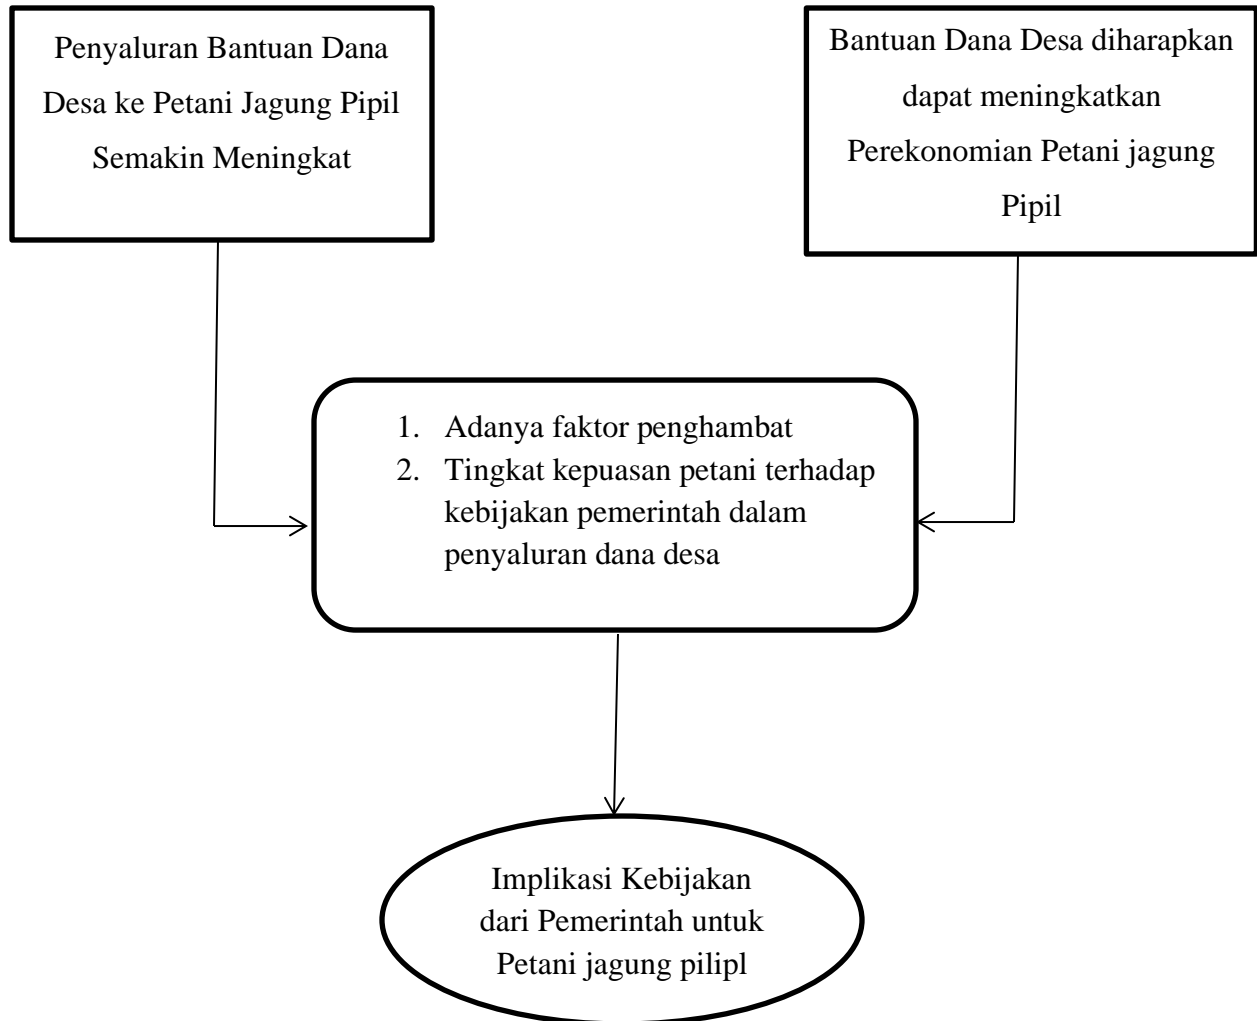 Penyaluran Bantuan Dana
Desa ke Petani Jagung Pipil
Semakin Meningkat
Bantuan Dana Desa diharapkan
dapat meningkatkan
Perekonomian Petani jagung
Pipil
1. Adanya faktor penghambat
2. Tingkat kepuasan petani terhadap
kebijakan pemerintah dalam
penyaluran dana desa
Implikasi Kebijakan
dari Pemerintah untuk
Petani jagung pilipl